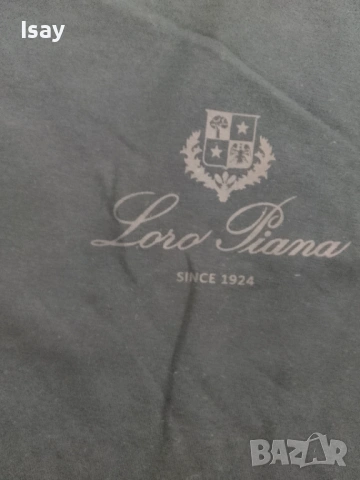 Isay
Loro Piana
SINCE 1924
BAZAR